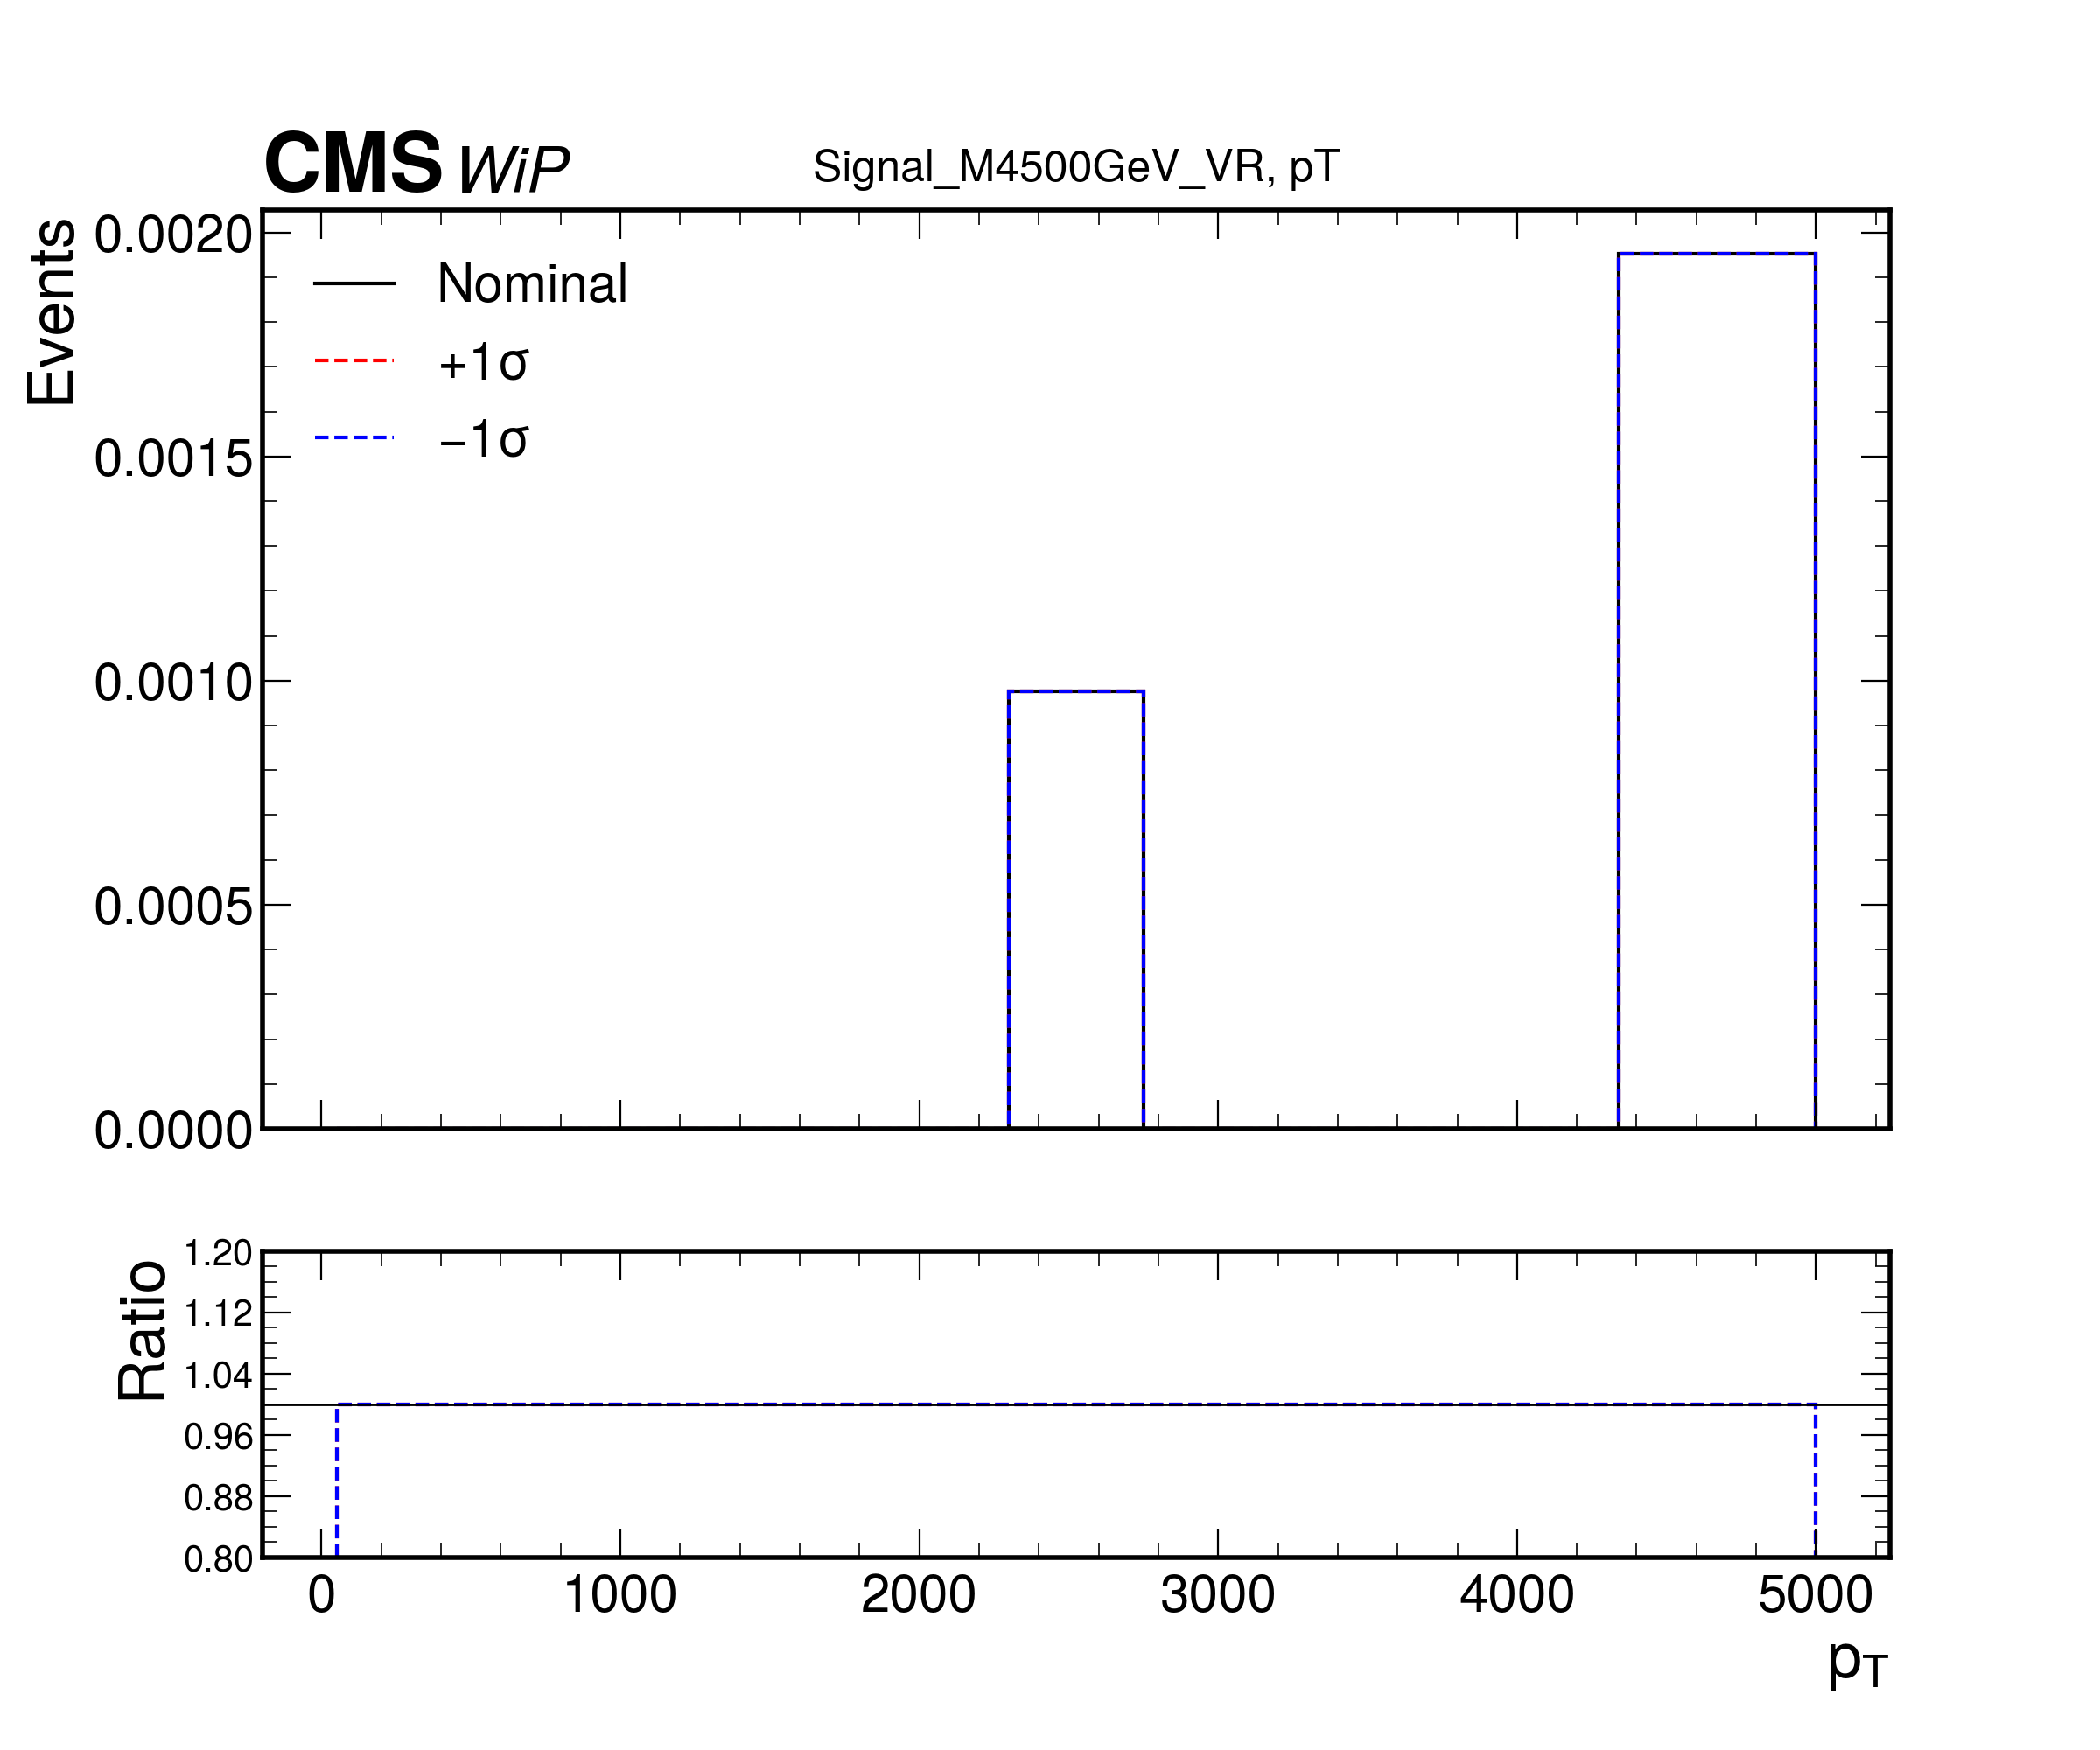 CMS WiP
Signal_M4500GeV_VR, pT
Events
0.0020
0.0015
0.0010
0.0005
0.0000
Nominal
+1σ
−1σ
Ratio
1.20
1.12
1.04
0.96
0.88
0.80
0 1000 2000 3000 4000 5000
pT